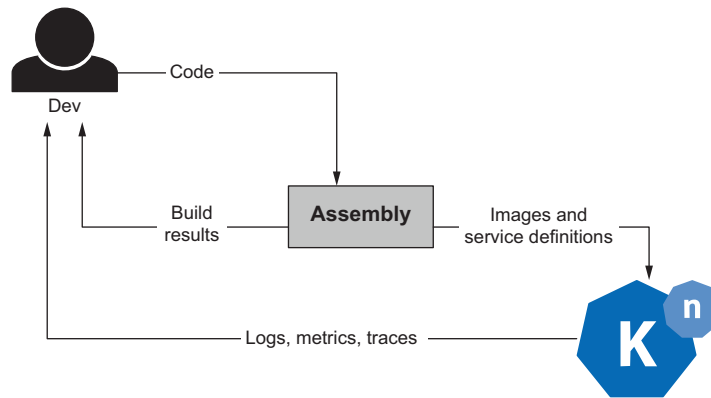 Code
Dev
Build
results
Assembly
Images and
service definitions
n
K
Logs, metrics, traces